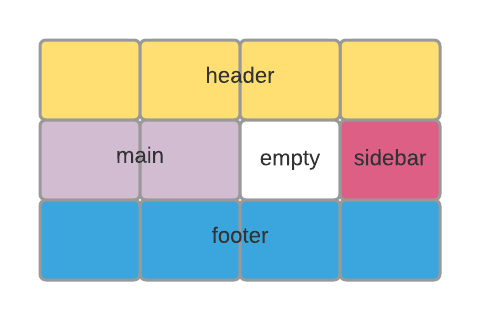 header
main
empty
sidebar
footer